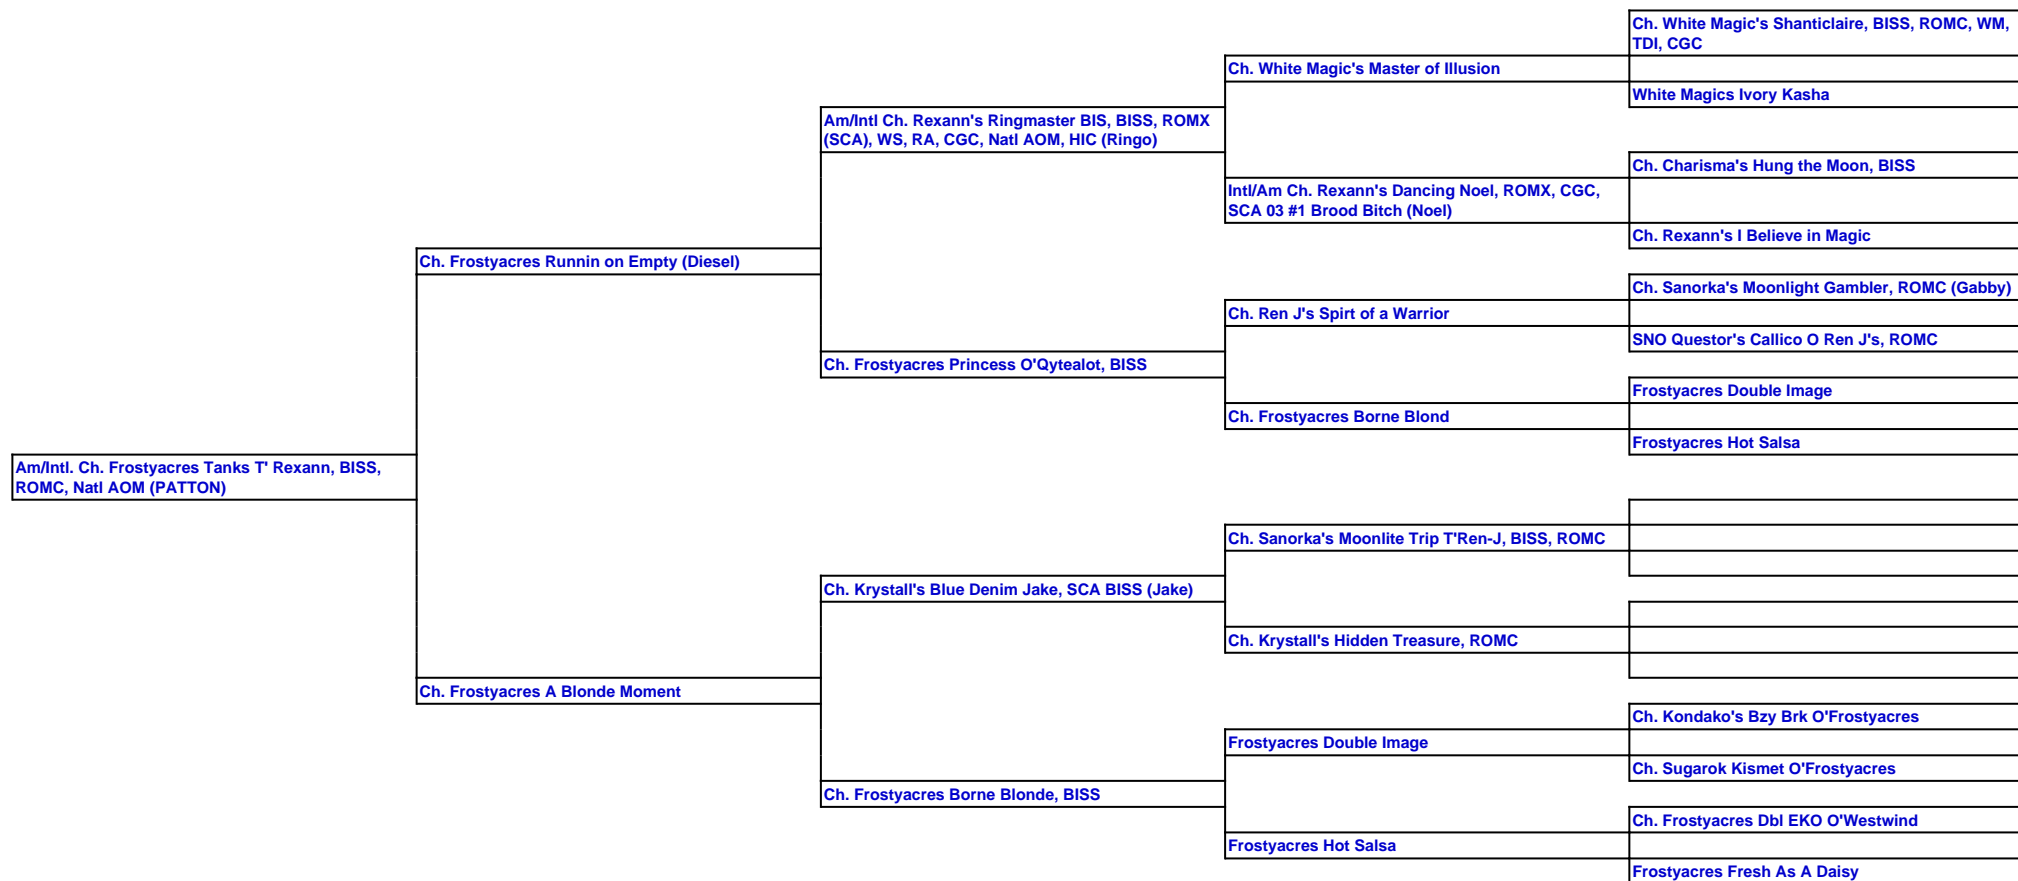 Ch. White Magic's Shanticlaire, BISS, ROMC, WM,
TDI, CGC
Ch. White Magic's Master of Illusion
White Magics Ivory Kasha
Am/Intl Ch. Rexann's Ringmaster BIS, BISS, ROMX
(SCA), WS, RA, CGC, Natl AOM, HIC (Ringo)
Ch. Charisma's Hung the Moon, BISS
Intl/Am Ch. Rexann's Dancing Noel, ROMX, CGC,
SCA 03 #1 Brood Bitch (Noel)
Ch. Rexann's I Believe in Magic
Ch. Frostyacres Runnin on Empty (Diesel)
Ch. Sanorka's Moonlight Gambler, ROMC (Gabby)
Ch. Ren J's Spirt of a Warrior
SNO Questor's Callico O Ren J's, ROMC
Ch. Frostyacres Princess O'Qytealot, BISS
Frostyacres Double Image
Ch. Frostyacres Borne Blond
Frostyacres Hot Salsa
Am/Intl. Ch. Frostyacres Tanks T' Rexann, BISS,
ROMC, Natl AOM (PATTON)
Ch. Sanorka's Moonlite Trip T'Ren-J, BISS, ROMC
Ch. Krystall's Blue Denim Jake, SCA BISS (Jake)
Ch. Krystall's Hidden Treasure, ROMC
Ch. Frostyacres A Blonde Moment
Ch. Kondako's Bzy Brk O'Frostyacres
Frostyacres Double Image
Ch. Sugarok Kismet O'Frostyacres
Ch. Frostyacres Borne Blonde, BISS
Ch. Frostyacres Dbl EKO O'Westwind
Frostyacres Hot Salsa
Frostyacres Fresh As A Daisy